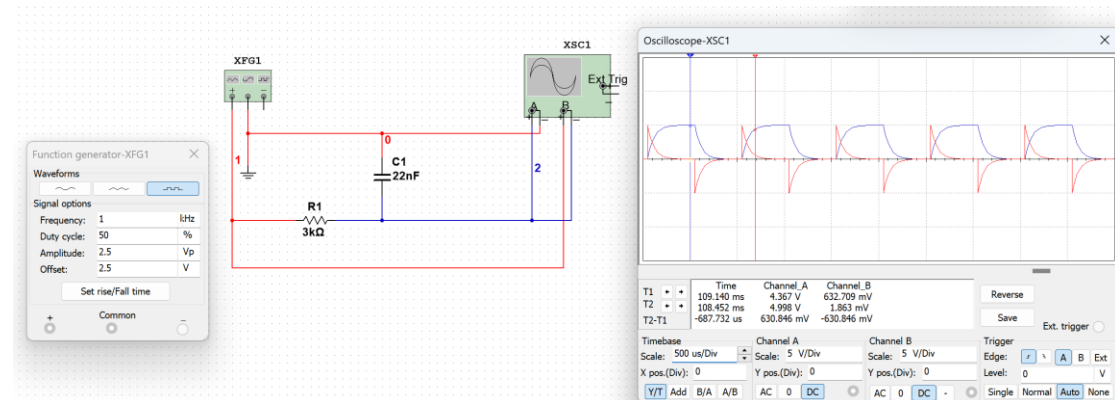 XFG1
XSC1
Ext Trig
A
B
1
0
C1
22nF
2
R1
3kΩ
Function generator-XFG1
Waveforms
Signal options
Frequency: 1 kHz
Duty cycle: 50 %
Amplitude: 2.5 Vp
Offset: 2.5 V
Set rise/Fall time
+ Common −
Oscilloscope-XSC1
Time Channel_A Channel_B
T1 109.140 ms 4.367 V 632.709 mV
T2 108.452 ms 4.998 V 1.863 mV
T2-T1 -687.732 us 630.846 mV -630.846 mV
Reverse
Save
Ext. trigger
Timebase
Scale: 500 us/Div
X pos.(Div): 0
Y/T Add B/A A/B
Channel A
Scale: 5 V/Div
Y pos.(Div): 0
AC 0 DC
Channel B
Scale: 5 V/Div
Y pos.(Div): 0
AC 0 DC -
Trigger
Edge: A B Ext
Level: 0 V
Single Normal Auto None